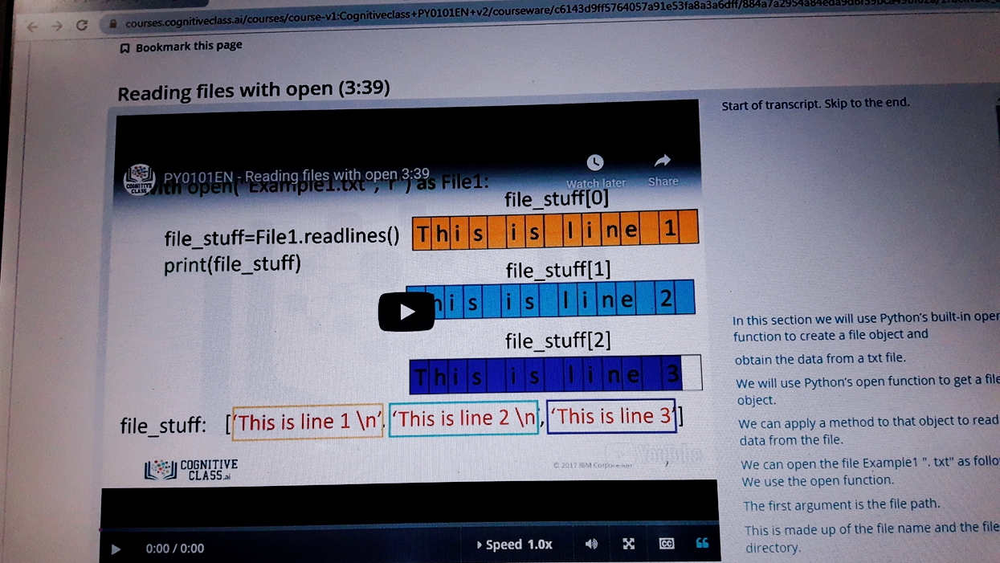 courses.cognitiveclass.ai/courses/course-v1:Cognitiveclass+PY0101EN+v2/courseware/c6143d9ff5764057a91e53fa8a3a6dff/
Bookmark this page
Reading files with open (3:39)
PY0101EN - Reading files with open 3:39
COGNITIVE
CLASS
Watch later
Share
with open("Example1.txt","r") as File1:
file_stuff=File1.readlines()
print(file_stuff)
file_stuff[0]
This is line 1
file_stuff[1]
his is line 2
file_stuff[2]
This is line 3
file_stuff: ['This is line 1 \n', 'This is line 2 \n', 'This is line 3']
COGNITIVE
CLASS.ai
© 2017 IBM Corporation
YouTube
0:00 / 0:00
Speed 1.0x
CC
Start of transcript. Skip to the end.
In this section we will use Python's built-in open
function to create a file object and
obtain the data from a txt file.
We will use Python's open function to get a file
object.
We can apply a method to that object to read
data from the file.
We can open the file Example1 ". txt" as follo
We use the open function.
The first argument is the file path.
This is made up of the file name and the file
directory.